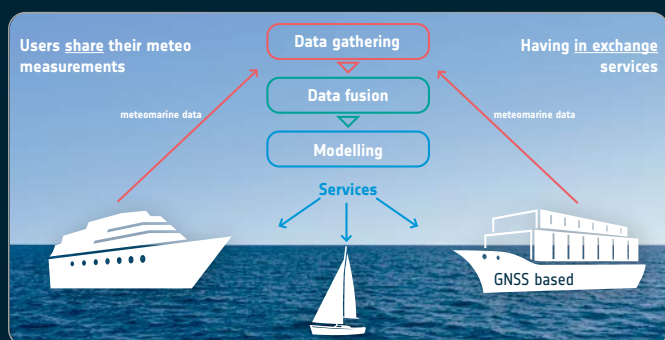 Users share their meteo
measurements
Data gathering
Having in exchange
services
Data fusion
meteomarine data
meteomarine data
Modelling
Services
GNSS based